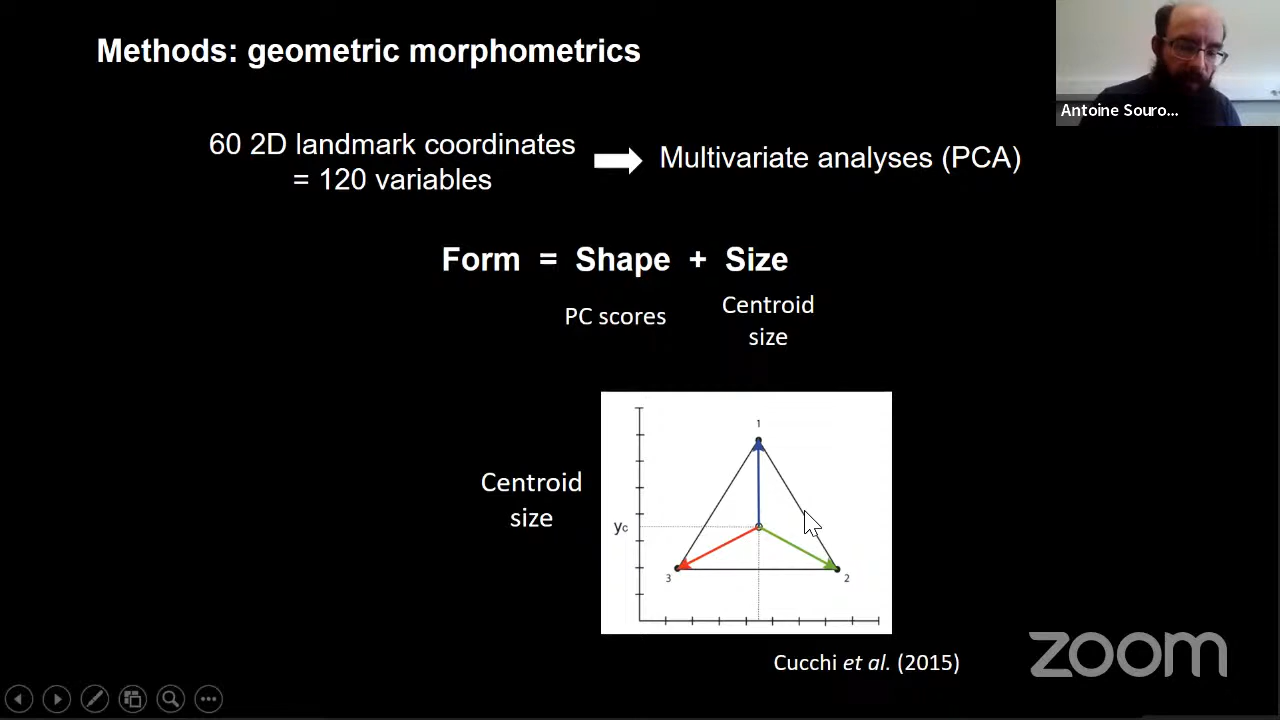 Methods: geometric morphometrics
Antoine Souro...
60 2D landmark coordinates
= 120 variables
Multivariate analyses (PCA)
Form = Shape + Size
PC scores
Centroid
size
Centroid
size
1
yc
3
2
Cucchi et al. (2015)
zoom